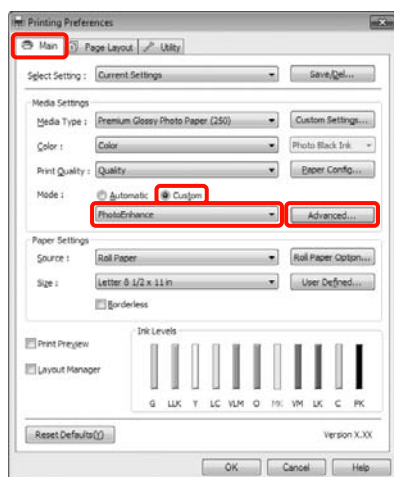 Printing Preferences
Main Page Layout Utility
Select Setting : Current Settings Save/Del...
Media Settings
Media Type : Premium Glossy Photo Paper (250) Custom Settings...
Color : Color Photo Black Ink
Print Quality : Quality Paper Config...
Mode : Automatic Custom
PhotoEnhance Advanced...
Paper Settings
Source : Roll Paper Roll Paper Option...
Size : Letter 8 1/2 x 11 in User Defined...
Borderless
Ink Levels
Print Preview
Layout Manager
G LLK Y LC VLM O MK VM LK C PK
Reset Defaults(Y) Version X.XX
OK Cancel Help